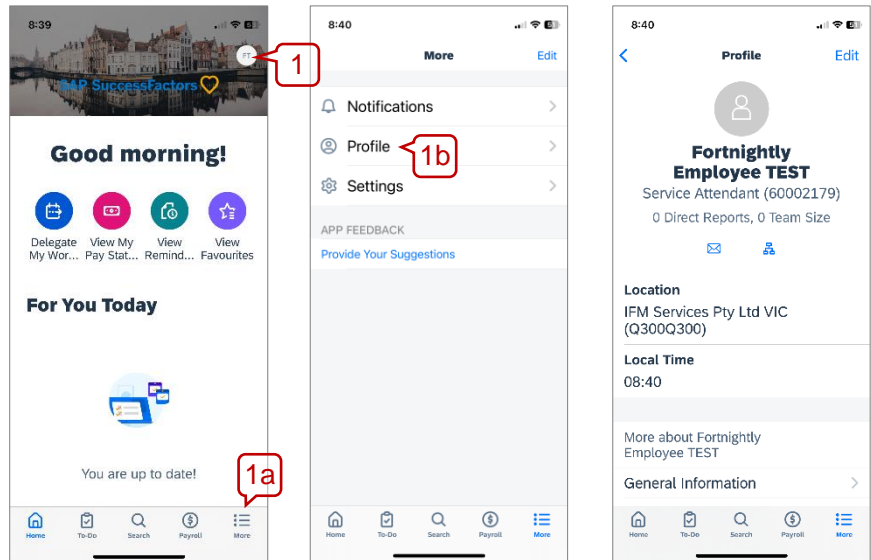 8:39
FT
1
SAP SuccessFactors
Good morning!
Delegate
My Wor...
View My
Pay Stat...
View
Remind...
View
Favourites
For You Today
You are up to date!
1a
Home
To-Do
Search
Payroll
More
8:40
More
Edit
Notifications
Profile
1b
Settings
APP FEEDBACK
Provide Your Suggestions
Home
To-Do
Search
Payroll
More
8:40
Profile
Edit
Fortnightly
Employee TEST
Service Attendant (60002179)
0 Direct Reports, 0 Team Size
Location
IFM Services Pty Ltd VIC
(Q300Q300)
Local Time
08:40
More about Fortnightly
Employee TEST
General Information
Home
To-Do
Search
Payroll
More